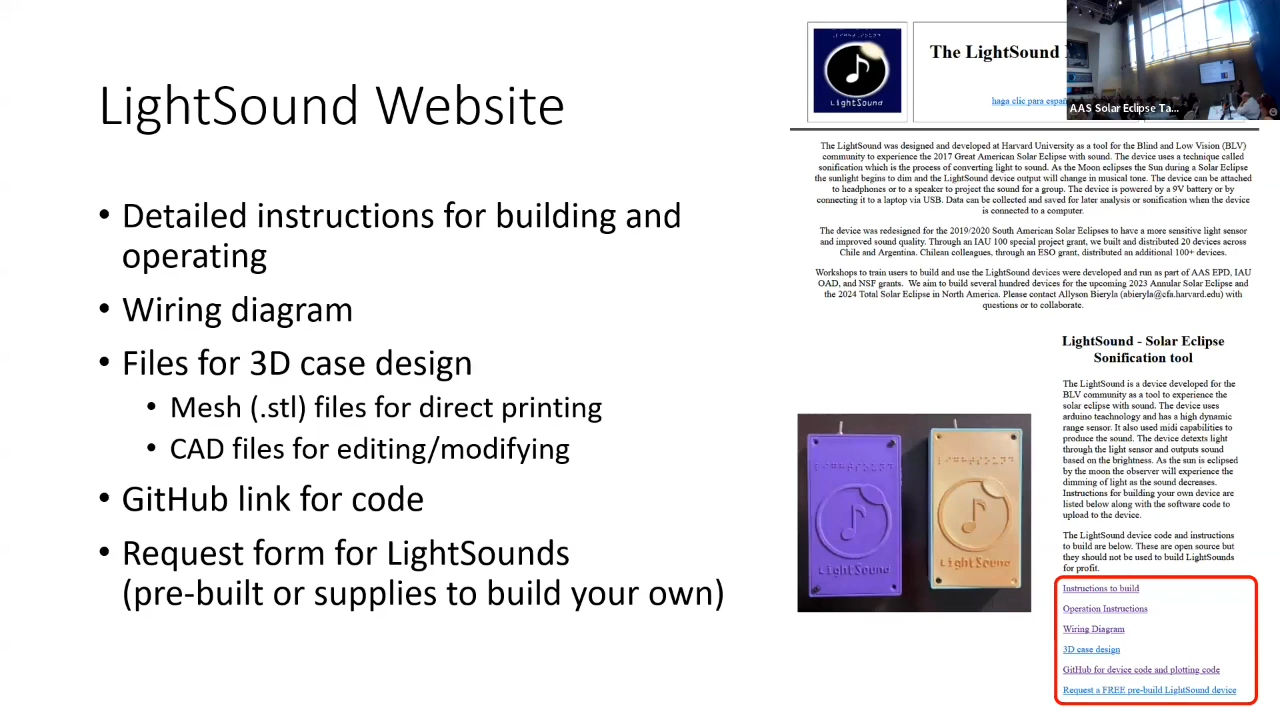 LightSound Website
• Detailed instructions for building and
operating
• Wiring diagram
• Files for 3D case design
• Mesh (.stl) files for direct printing
• CAD files for editing/modifying
• GitHub link for code
• Request form for LightSounds
(pre-built or supplies to build your own)
LightSound
The LightSound
haga clic para españ
AAS Solar Eclipse Ta...
The LightSound was designed and developed at Harvard University as a tool for the Blind and Low Vision (BLV)
community to experience the 2017 Great American Solar Eclipse with sound. The device uses a technique called
sonification which is the process of converting light to sound. As the Moon eclipses the Sun during a Solar Eclipse
the sunlight begins to dim and the LightSound device output will change in musical tone. The device can be attached
to headphones or to a speaker to project the sound for a group. The device is powered by a 9V battery or by
connecting it to a laptop via USB. Data can be collected and saved for later analysis or sonification when the device
is connected to a computer.
The device was redesigned for the 2019/2020 South American Solar Eclipses to have a more sensitive light sensor
and improved sound quality. Through an IAU 100 special project grant, we built and distributed 20 devices across
Chile and Argentina. Chilean colleagues, through an ESO grant, distributed an additional 100+ devices.
Workshops to train users to build and use the LightSound devices were developed and run as part of AAS EPD, IAU
OAD, and NSF grants. We aim to build several hundred devices for the upcoming 2023 Annular Solar Eclipse and
the 2024 Total Solar Eclipse in North America. Please contact Allyson Bieryla (abieryla@cfa.harvard.edu) with
questions or to collaborate.
LightSound - Solar Eclipse
Sonification tool
The LightSound is a device developed for the
BLV community as a tool to experience the
solar eclipse with sound. The device uses
arduino teachnology and has a high dynamic
range sensor. It also used midi capabilities to
produce the sound. The device detexts light
through the light sensor and outputs sound
based on the brightness. As the sun is eclipsed
by the moon the observer will experience the
dimming of light as the sound decreases.
Instructions for building your own device are
listed below along with the software code to
upload to the device.
The LightSound device code and instructions
to build are below. These are open source but
they should not be used to build LightSounds
for profit.
LightSound
LightSound
Instructions to build
Operation Instructions
Wiring Diagram
3D case design
GitHub for device code and plotting code
Request a FREE pre-build LightSound device